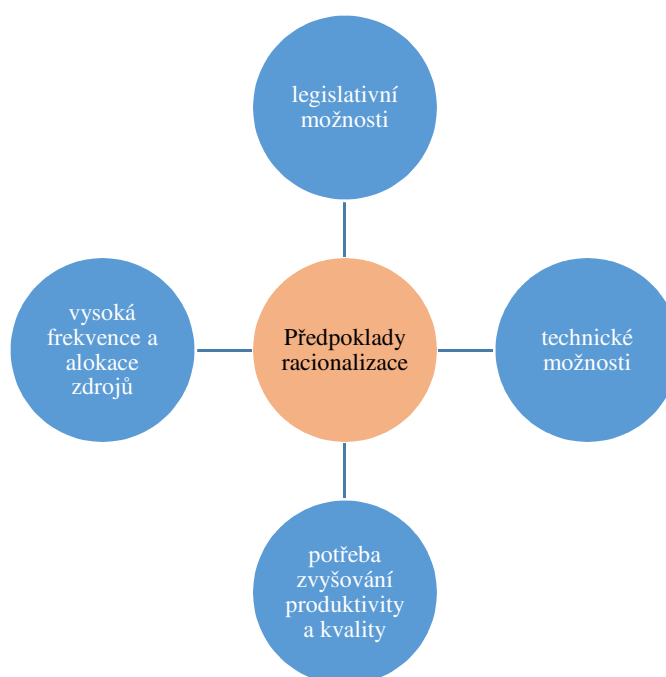 legislativní
možnosti
vysoká
frekvence a
alokace
zdrojů
Předpoklady
racionalizace
technické
možnosti
potřeba
zvyšování
produktivity
a kvality